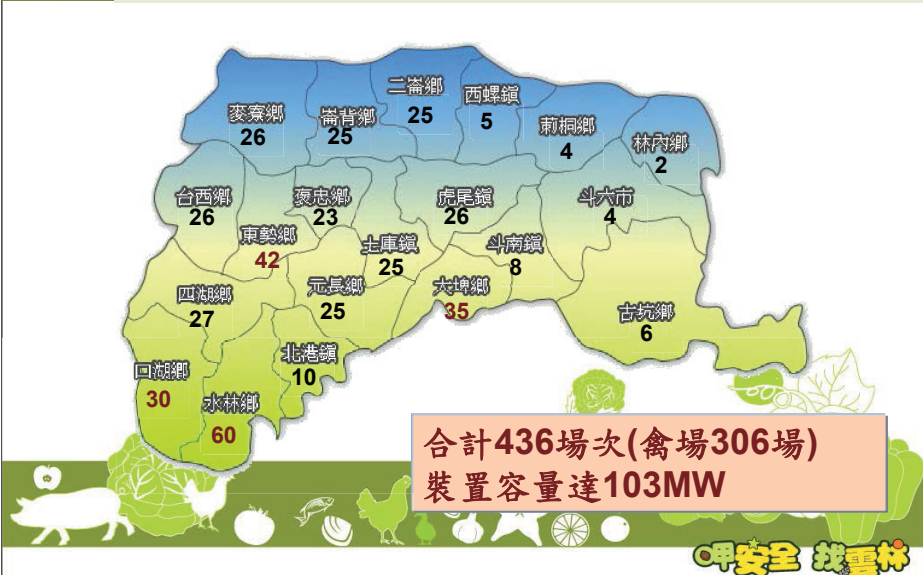 二崙鄉
25
西螺鎮
5
麥寮鄉
26
崙背鄉
25
莿桐鄉
4
林內鄉
2
台西鄉
26
褒忠鄉
23
虎尾鎮
26
斗六市
4
東勢鄉
42
土庫鎮
25
斗南鎮
8
四湖鄉
27
元長鄉
25
大埤鄉
35
古坑鄉
6
口湖鄉
30
北港鎮
10
水林鄉
60
合計436場次(禽場306場)
裝置容量達103MW
呷安全 找雲林